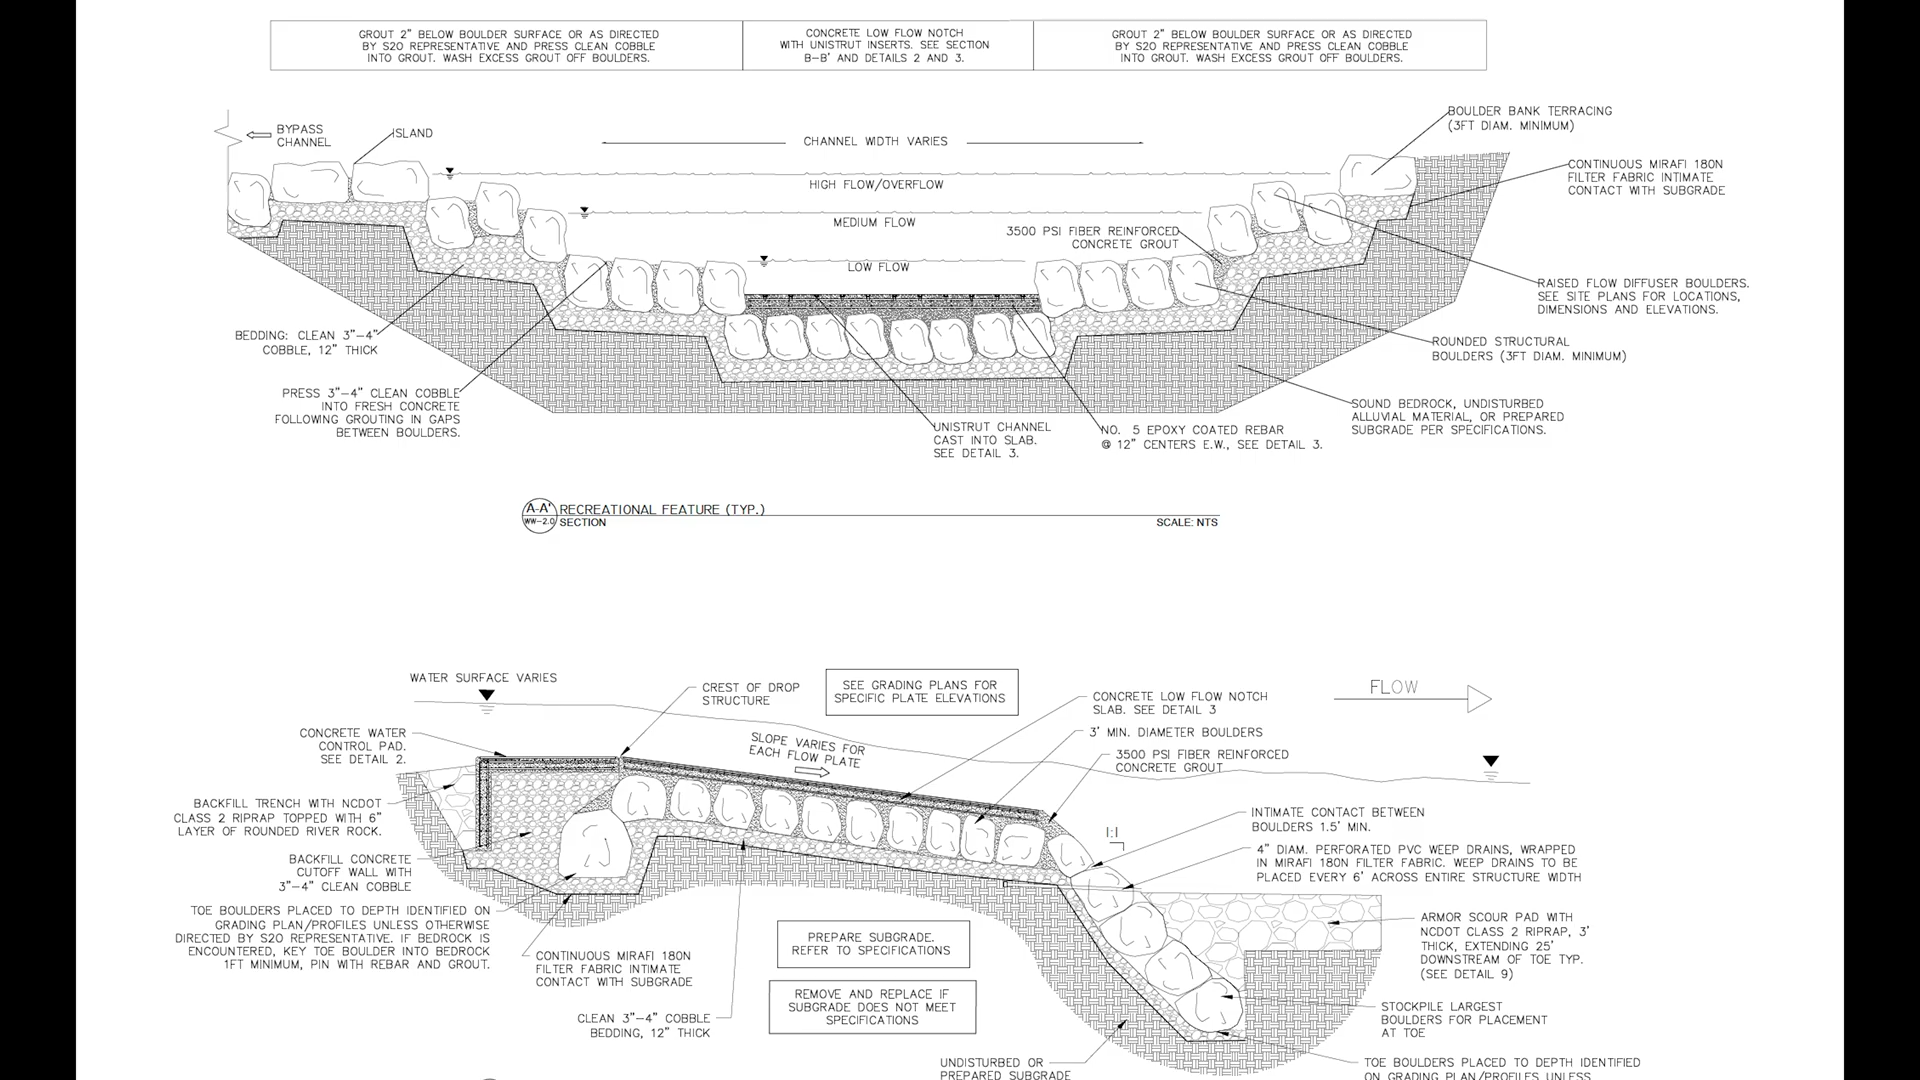 GROUT 2" BELOW BOULDER SURFACE OR AS DIRECTED
BY S2O REPRESENTATIVE AND PRESS CLEAN COBBLE
INTO GROUT. WASH EXCESS GROUT OFF BOULDERS.
CONCRETE LOW FLOW NOTCH
WITH UNISTRUT INSERTS. SEE SECTION
B-B' AND DETAILS 2 AND 3.
GROUT 2" BELOW BOULDER SURFACE OR AS DIRECTED
BY S2O REPRESENTATIVE AND PRESS CLEAN COBBLE
INTO GROUT. WASH EXCESS GROUT OFF BOULDERS.
BYPASS
CHANNEL
ISLAND
CHANNEL WIDTH VARIES
BOULDER BANK TERRACING
(3FT DIAM. MINIMUM)
HIGH FLOW/OVERFLOW
CONTINUOUS MIRAFI 180N
FILTER FABRIC INTIMATE
CONTACT WITH SUBGRADE
MEDIUM FLOW
3500 PSI FIBER REINFORCED
CONCRETE GROUT
LOW FLOW
RAISED FLOW DIFFUSER BOULDERS.
SEE SITE PLANS FOR LOCATIONS,
DIMENSIONS AND ELEVATIONS.
BEDDING: CLEAN 3"-4"
COBBLE, 12" THICK
ROUNDED STRUCTURAL
BOULDERS (3FT DIAM. MINIMUM)
PRESS 3"-4" CLEAN COBBLE
INTO FRESH CONCRETE
FOLLOWING GROUTING IN GAPS
BETWEEN BOULDERS.
UNISTRUT CHANNEL
CAST INTO SLAB.
SEE DETAIL 3.
NO. 5 EPOXY COATED REBAR
@ 12" CENTERS E.W., SEE DETAIL 3.
SOUND BEDROCK, UNDISTURBED
ALLUVIAL MATERIAL, OR PREPARED
SUBGRADE PER SPECIFICATIONS.
A-A'
WW-2.0
RECREATIONAL FEATURE (TYP.)
SECTION
SCALE: NTS
WATER SURFACE VARIES
CREST OF DROP
STRUCTURE
SEE GRADING PLANS FOR
SPECIFIC PLATE ELEVATIONS
CONCRETE LOW FLOW NOTCH
SLAB. SEE DETAIL 3
FLOW
CONCRETE WATER
CONTROL PAD.
SEE DETAIL 2.
SLOPE VARIES FOR
EACH FLOW PLATE
3' MIN. DIAMETER BOULDERS
3500 PSI FIBER REINFORCED
CONCRETE GROUT
BACKFILL TRENCH WITH NCDOT
CLASS 2 RIPRAP TOPPED WITH 6"
LAYER OF ROUNDED RIVER ROCK.
INTIMATE CONTACT BETWEEN
BOULDERS 1.5' MIN.
1:1
4" DIAM. PERFORATED PVC WEEP DRAINS, WRAPPED
IN MIRAFI 180N FILTER FABRIC. WEEP DRAINS TO BE
PLACED EVERY 6' ACROSS ENTIRE STRUCTURE WIDTH
BACKFILL CONCRETE
CUTOFF WALL WITH
3"-4" CLEAN COBBLE
TOE BOULDERS PLACED TO DEPTH IDENTIFIED ON
GRADING PLAN/PROFILES UNLESS OTHERWISE
DIRECTED BY S2O REPRESENTATIVE. IF BEDROCK IS
ENCOUNTERED, KEY TOE BOULDER INTO BEDROCK
1FT MINIMUM, PIN WITH REBAR AND GROUT.
ARMOR SCOUR PAD WITH
NCDOT CLASS 2 RIPRAP, 3'
THICK, EXTENDING 25'
DOWNSTREAM OF TOE TYP.
(SEE DETAIL 9)
PREPARE SUBGRADE.
REFER TO SPECIFICATIONS
CONTINUOUS MIRAFI 180N
FILTER FABRIC INTIMATE
CONTACT WITH SUBGRADE
REMOVE AND REPLACE IF
SUBGRADE DOES NOT MEET
SPECIFICATIONS
STOCKPILE LARGEST
BOULDERS FOR PLACEMENT
AT TOE
CLEAN 3"-4" COBBLE
BEDDING, 12" THICK
UNDISTURBED OR
PREPARED SUBGRADE
TOE BOULDERS PLACED TO DEPTH IDENTIFIED
ON GRADING PLAN/PROFILES UNLESS